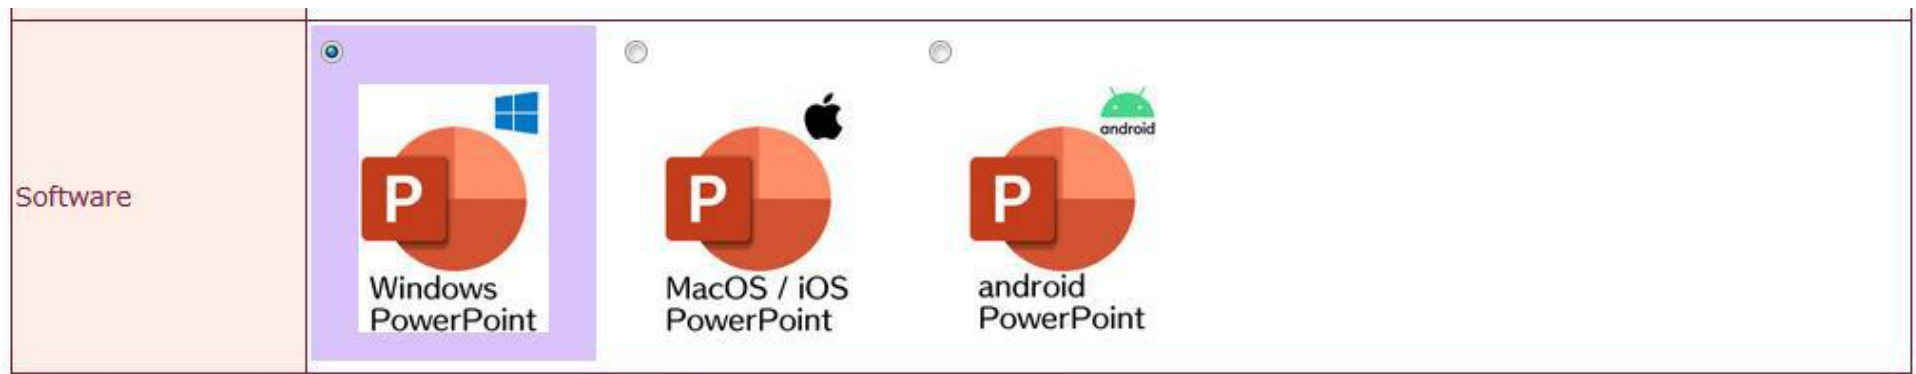 Software
P
Windows
PowerPoint
P
MacOS / iOS
PowerPoint
android
P
android
PowerPoint